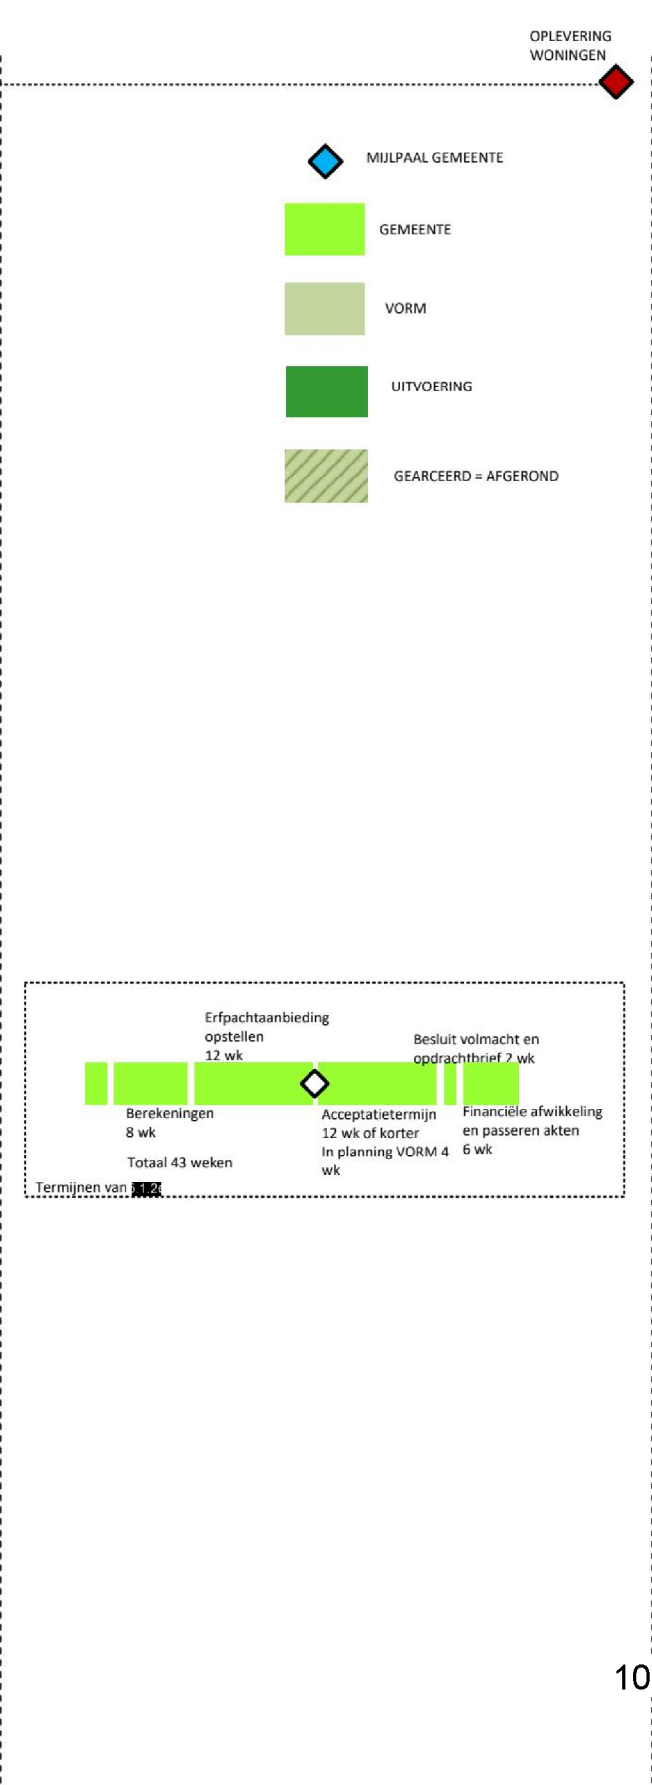 OPLEVERING
WONINGEN
MIJLPAAL GEMEENTE
GEMEENTE
VORM
UITVOERING
GEARCEERD = AFGEROND
Erfpachtaanbieding
opstellen
12 wk
Besluit volmacht en
opdrachtbrief 2 wk
Berekeningen
8 wk
Acceptatietermijn
12 wk of korter
In planning VORM 4
wk
Financiële afwikkeling
en passeren akten
6 wk
Totaal 43 weken
Termijnen van
10